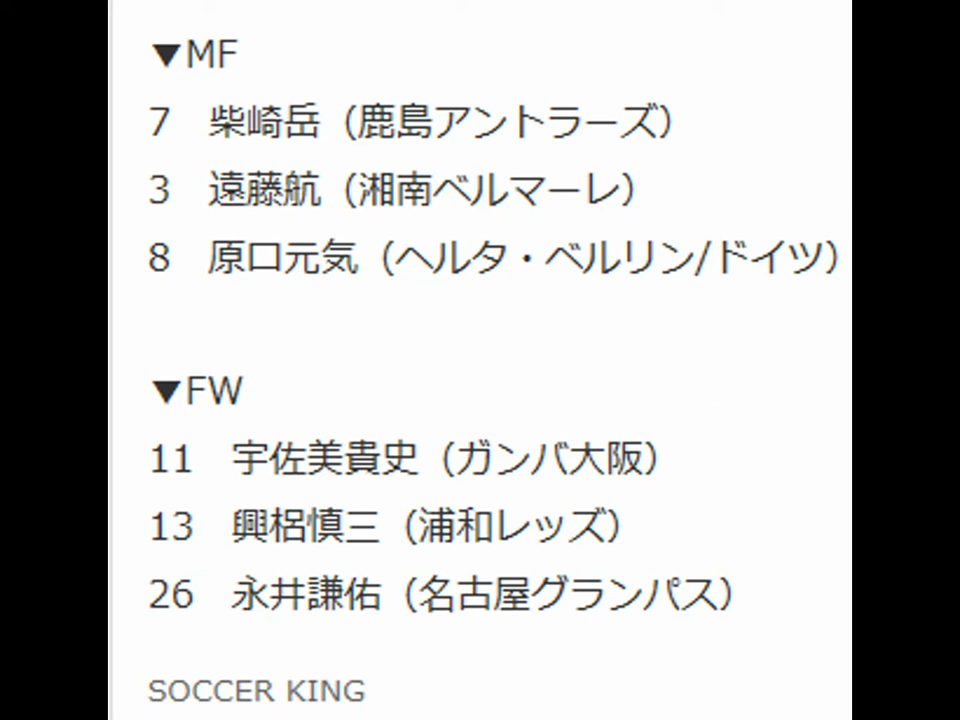 ▼MF
7　柴崎岳（鹿島アントラーズ）
3　遠藤航（湘南ベルマーレ）
8　原口元気（ヘルタ・ベルリン/ドイツ）
▼FW
11　宇佐美貴史（ガンバ大阪）
13　興梠慎三（浦和レッズ）
26　永井謙佑（名古屋グランパス）
SOCCER KING